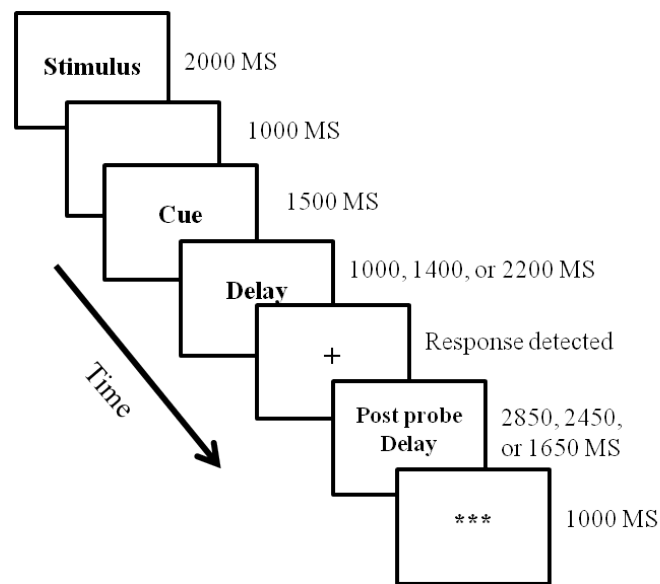 Stimulus
2000 MS
1000 MS
Cue
1500 MS
Delay
1000, 1400, or 2200 MS
+
Response detected
Time
Post probe
Delay
2850, 2450,
or 1650 MS
***
1000 MS